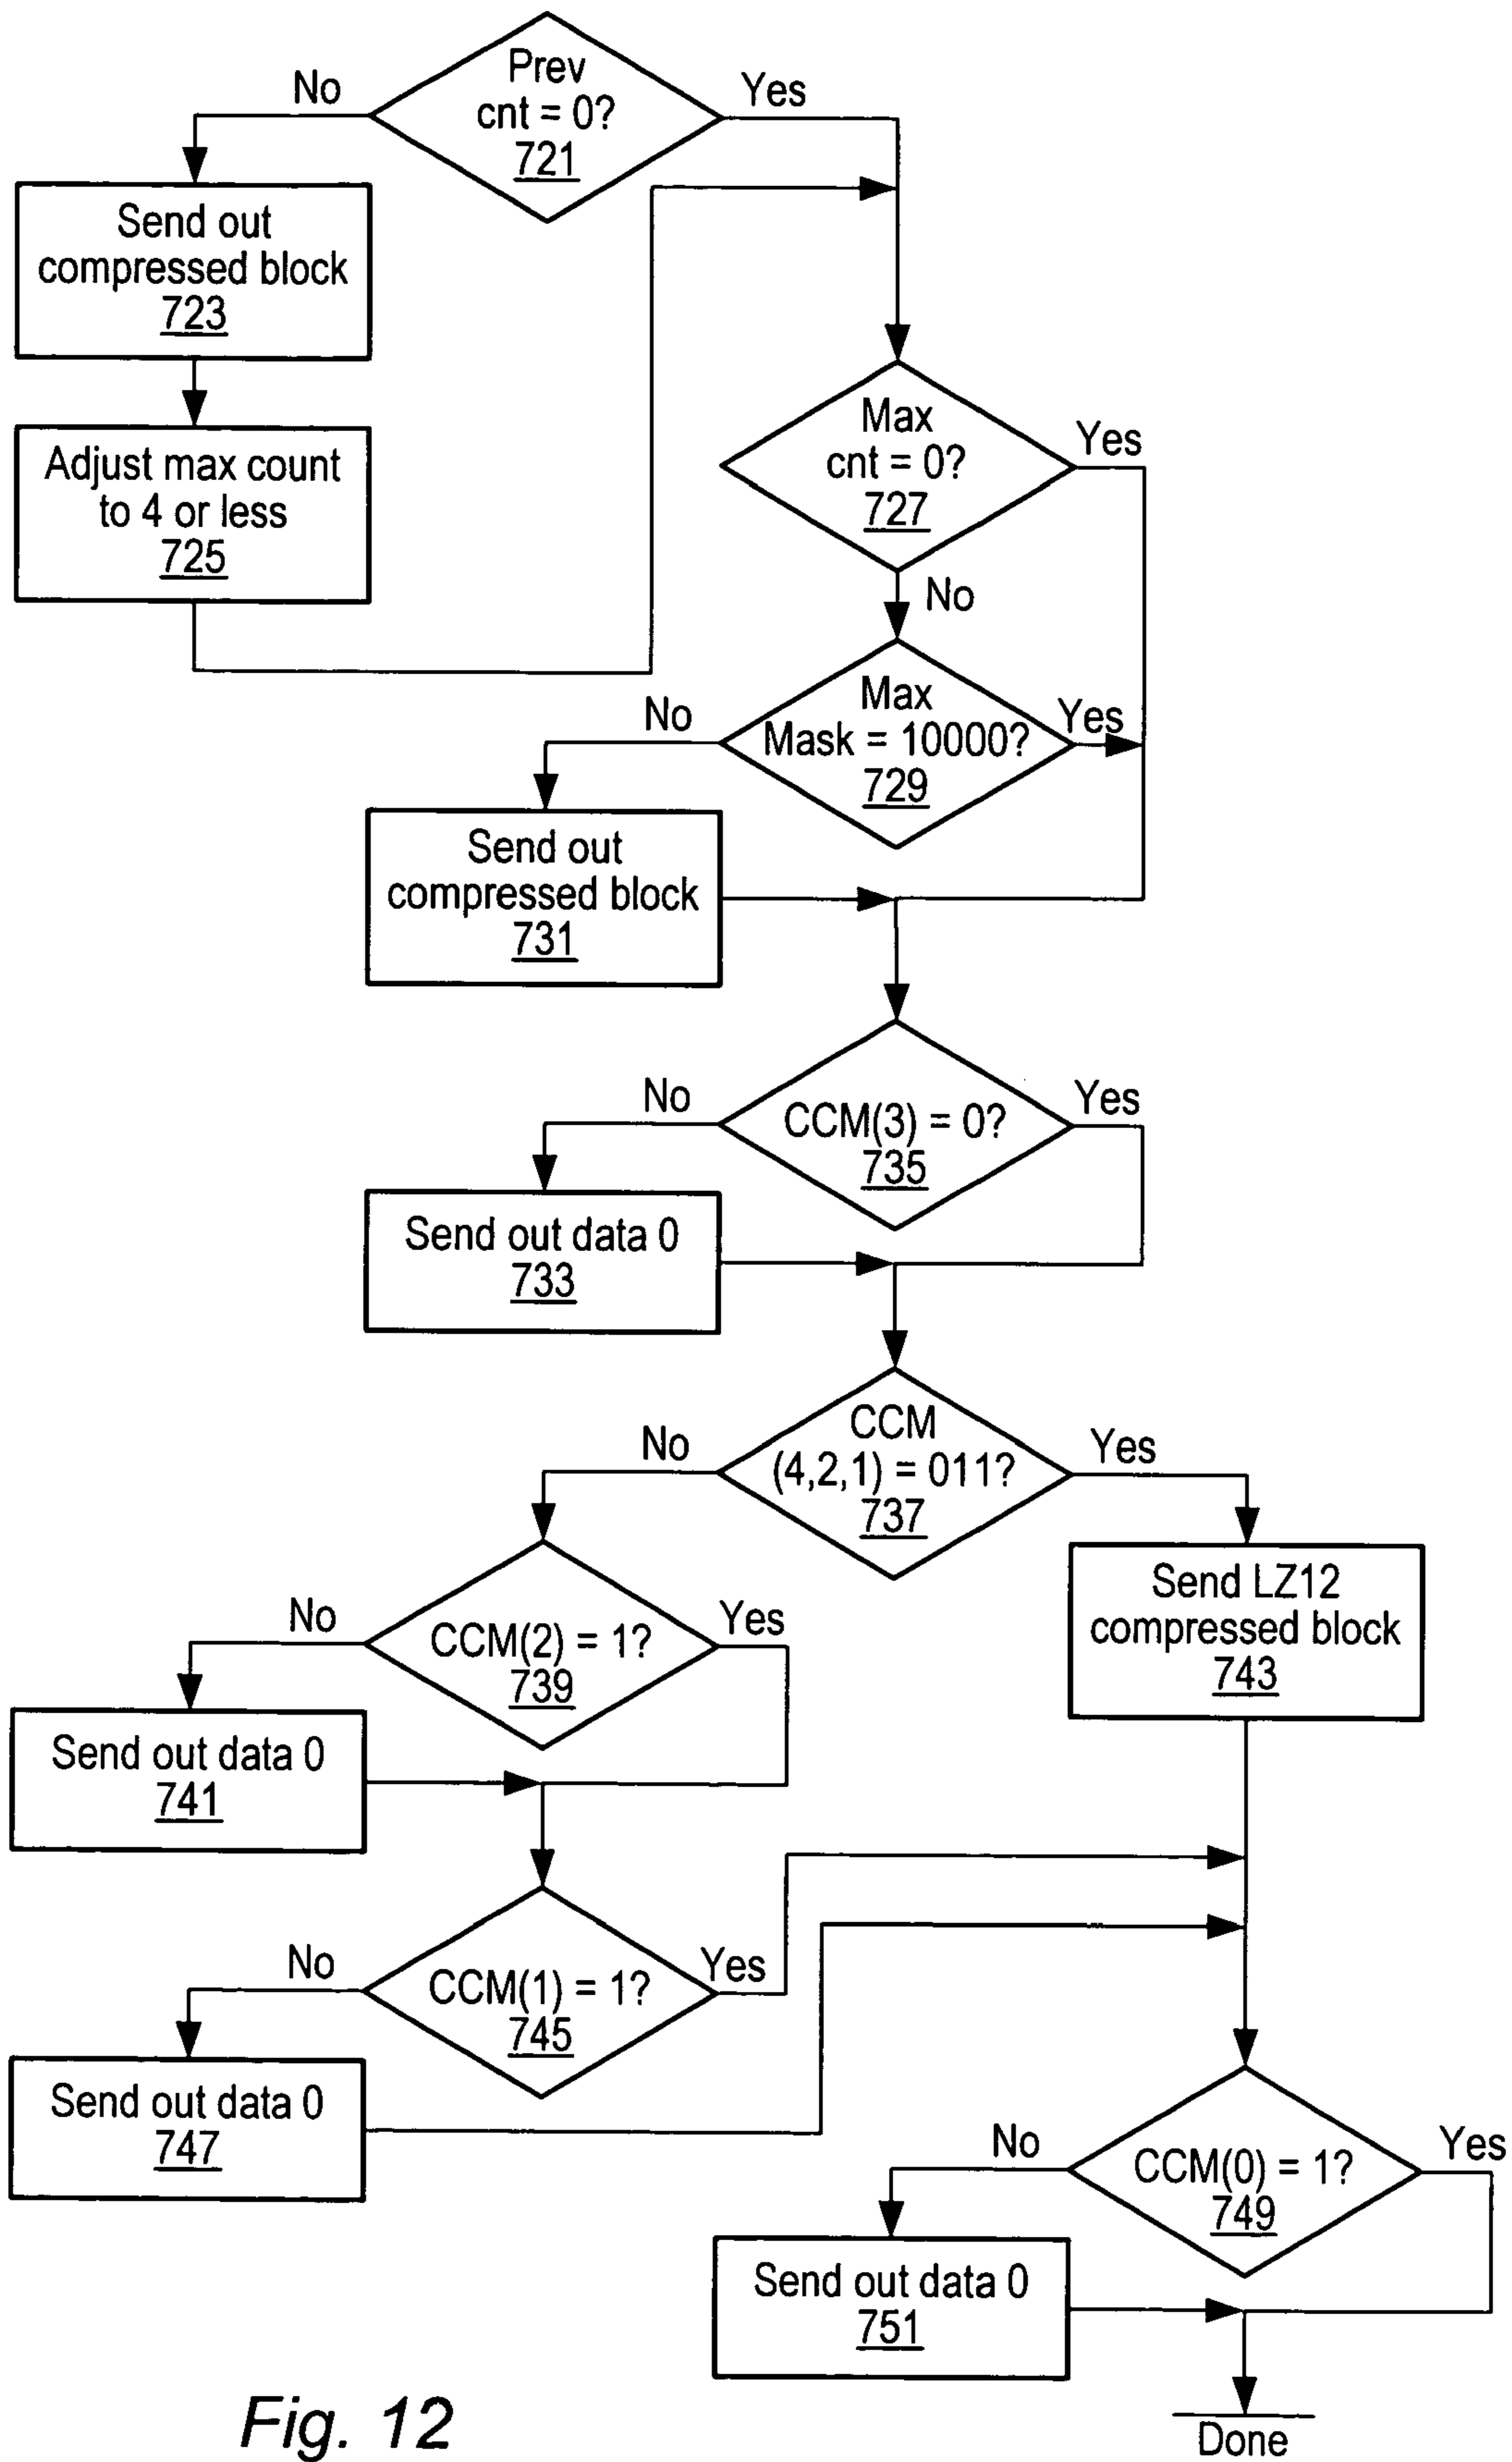 Prev
cnt = 0?
721
No
Yes
Send out
compressed block
723
Adjust max count
to 4 or less
725
Max
cnt = 0?
727
Yes
No
Max
Mask = 10000?
729
No
Yes
Send out
compressed block
731
CCM(3) = 0?
735
No
Yes
Send out data 0
733
CCM
(4,2,1) = 011?
737
No
Yes
CCM(2) = 1?
739
No
Yes
Send LZ12
compressed block
743
Send out data 0
741
CCM(1) = 1?
745
No
Yes
Send out data 0
747
CCM(0) = 1?
749
No
Yes
Send out data 0
751
Done
Fig. 12